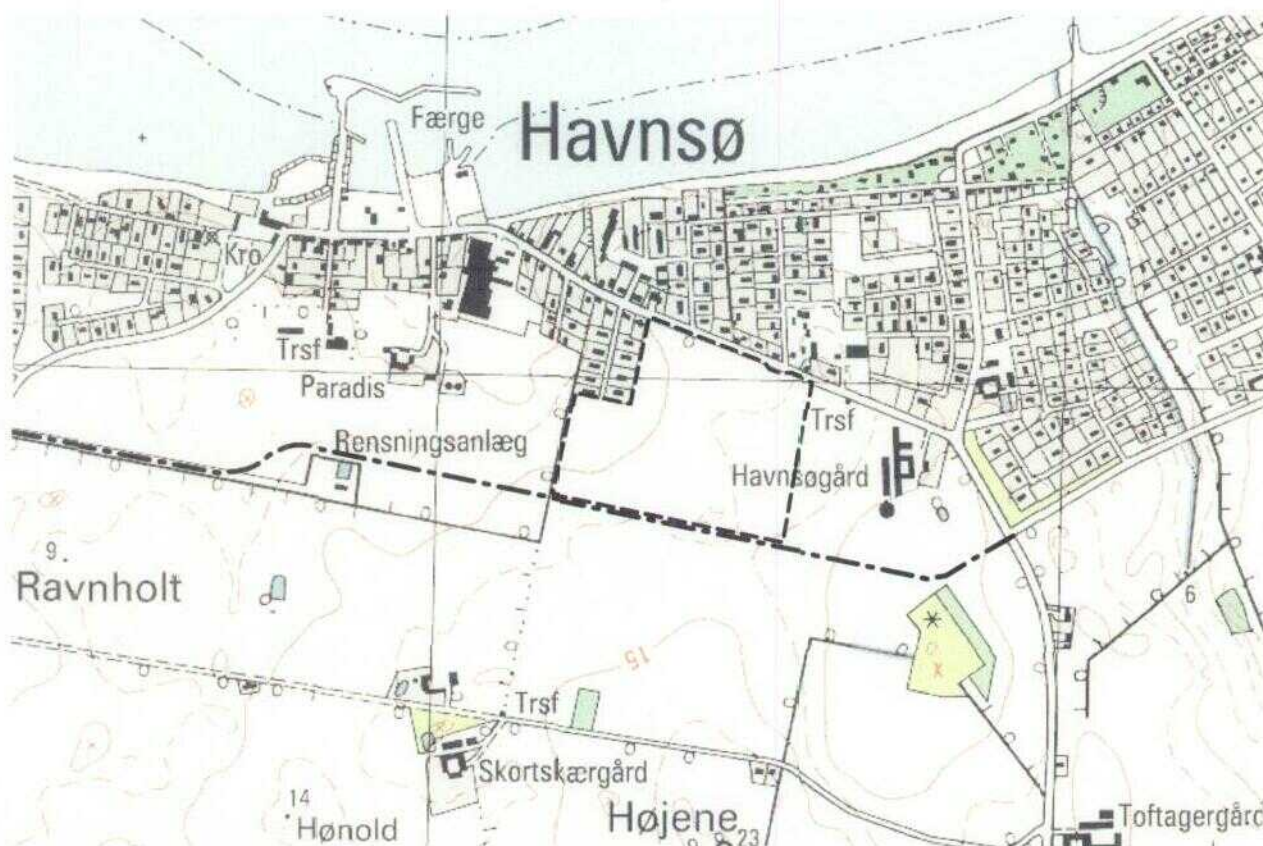 Færge
Havnsø
Kro
Trsf
Paradis
Trsf
Rensningsanlæg
Havnsøgård
9.
Ravnholt
6
15
Trsf
Skortskærgård
14
Hønold
Højene
23
Toftagergård